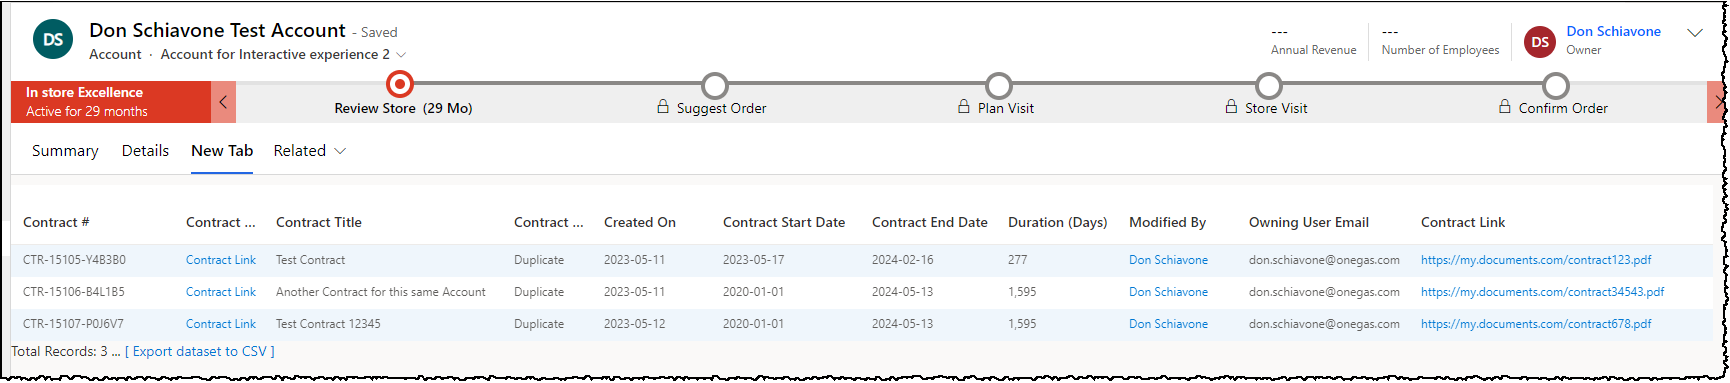 DS
Don Schiavone Test Account - Saved
Account · Account for Interactive experience 2
---
Annual Revenue
---
Number of Employees
DS
Don Schiavone
Owner
In store Excellence
Active for 29 months
Review Store (29 Mo)
Suggest Order
Plan Visit
Store Visit
Confirm Order
Summary Details New Tab Related
Contract # Contract ... Contract Title Contract ... Created On Contract Start Date Contract End Date Duration (Days) Modified By Owning User Email Contract Link
CTR-15105-Y4B3B0 Contract Link Test Contract Duplicate 2023-05-11 2023-05-17 2024-02-16 277 Don Schiavone don.schiavone@onegas.com https://my.documents.com/contract123.pdf
CTR-15106-B4L1B5 Contract Link Another Contract for this same Account Duplicate 2023-05-11 2020-01-01 2024-05-13 1,595 Don Schiavone don.schiavone@onegas.com https://my.documents.com/contract34543.pdf
CTR-15107-P0J6V7 Contract Link Test Contract 12345 Duplicate 2023-05-12 2020-01-01 2024-05-13 1,595 Don Schiavone don.schiavone@onegas.com https://my.documents.com/contract678.pdf
Total Records: 3 ... [ Export dataset to CSV ]